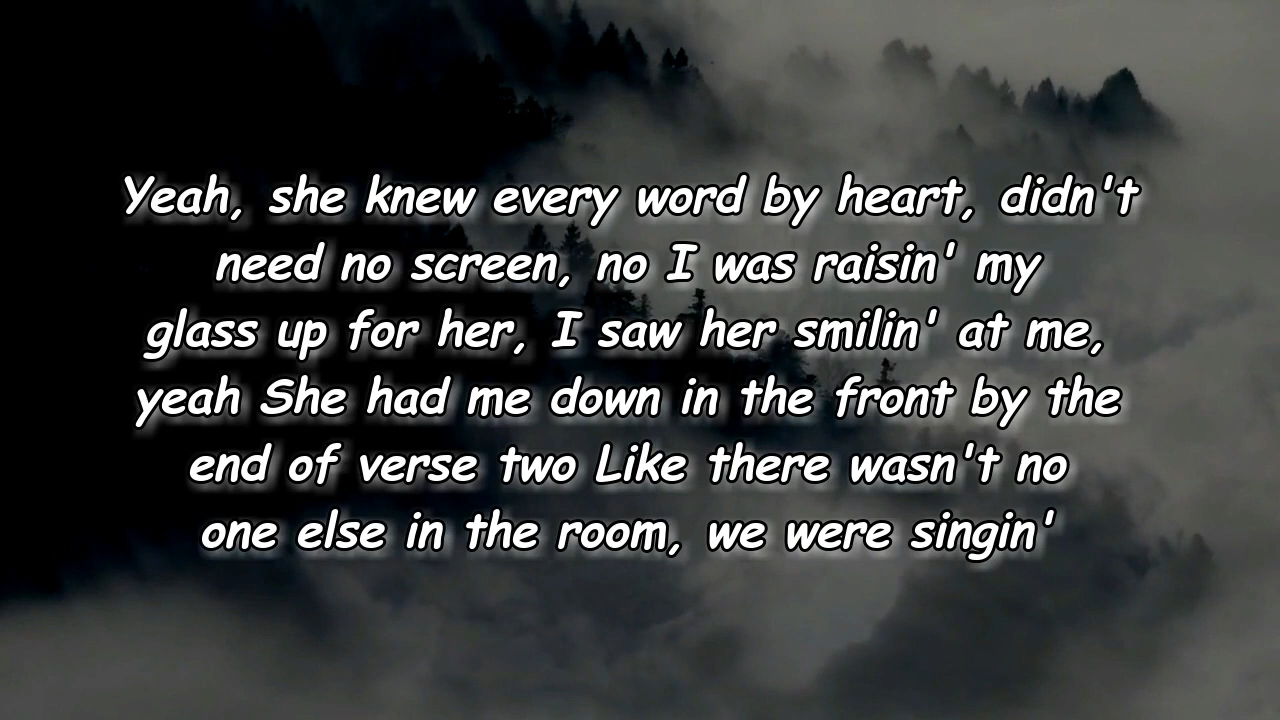 Yeah, she knew every word by heart, didn't
need no screen, no I was raisin' my
glass up for her, I saw her smilin' at me,
yeah She had me down in the front by the
end of verse two Like there wasn't no
one else in the room, we were singin'